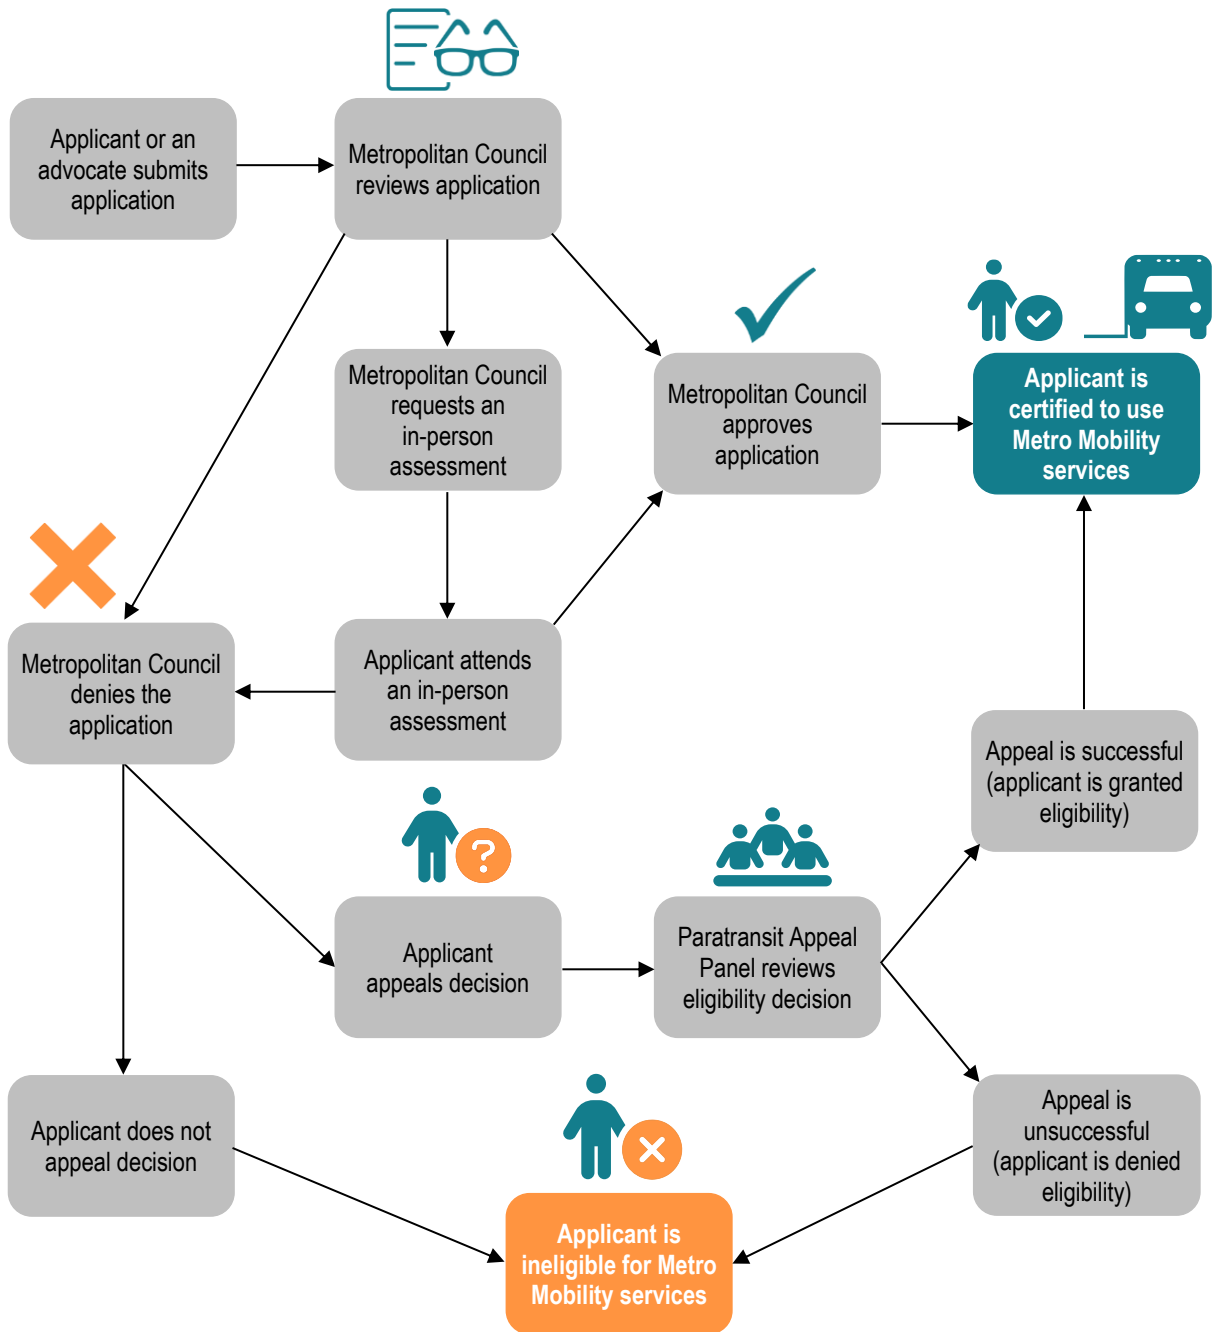 Applicant or an
advocate submits
application
Metropolitan Council
reviews application
Metropolitan Council
requests an
in-person
assessment
Metropolitan Council
approves
application
Applicant is
certified to use
Metro Mobility
services
Metropolitan Council
denies the
application
Applicant attends
an in-person
assessment
Appeal is successful
(applicant is granted
eligibility)
?
Applicant
appeals decision
Paratransit Appeal
Panel reviews
eligibility decision
Applicant does not
appeal decision
Appeal is
unsuccessful
(applicant is denied
eligibility)
Applicant is
ineligible for Metro
Mobility services